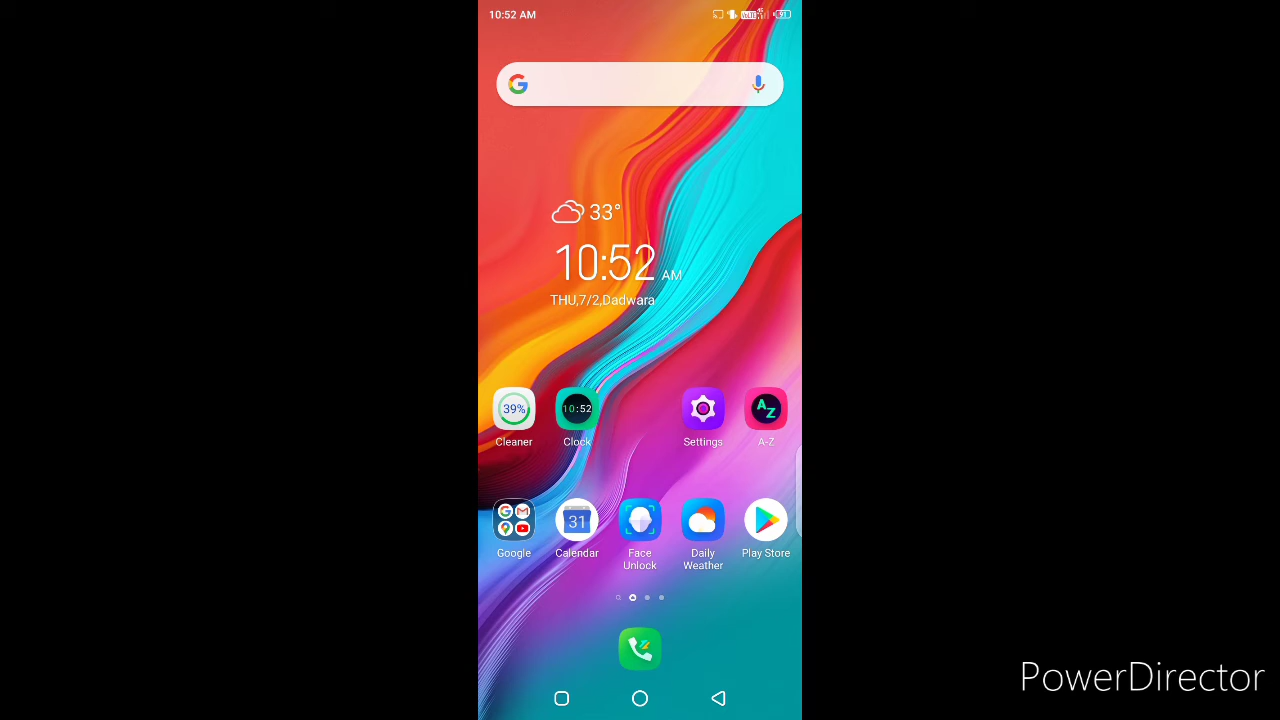 10:52 AM
91
33°
10:52 AM
THU,7/2,Dadwara
39%
10:52
A
Z
Cleaner
Clock
Settings
A-Z
31
Google
Calendar
Face
Unlock
Daily
Weather
Play Store
PowerDirector